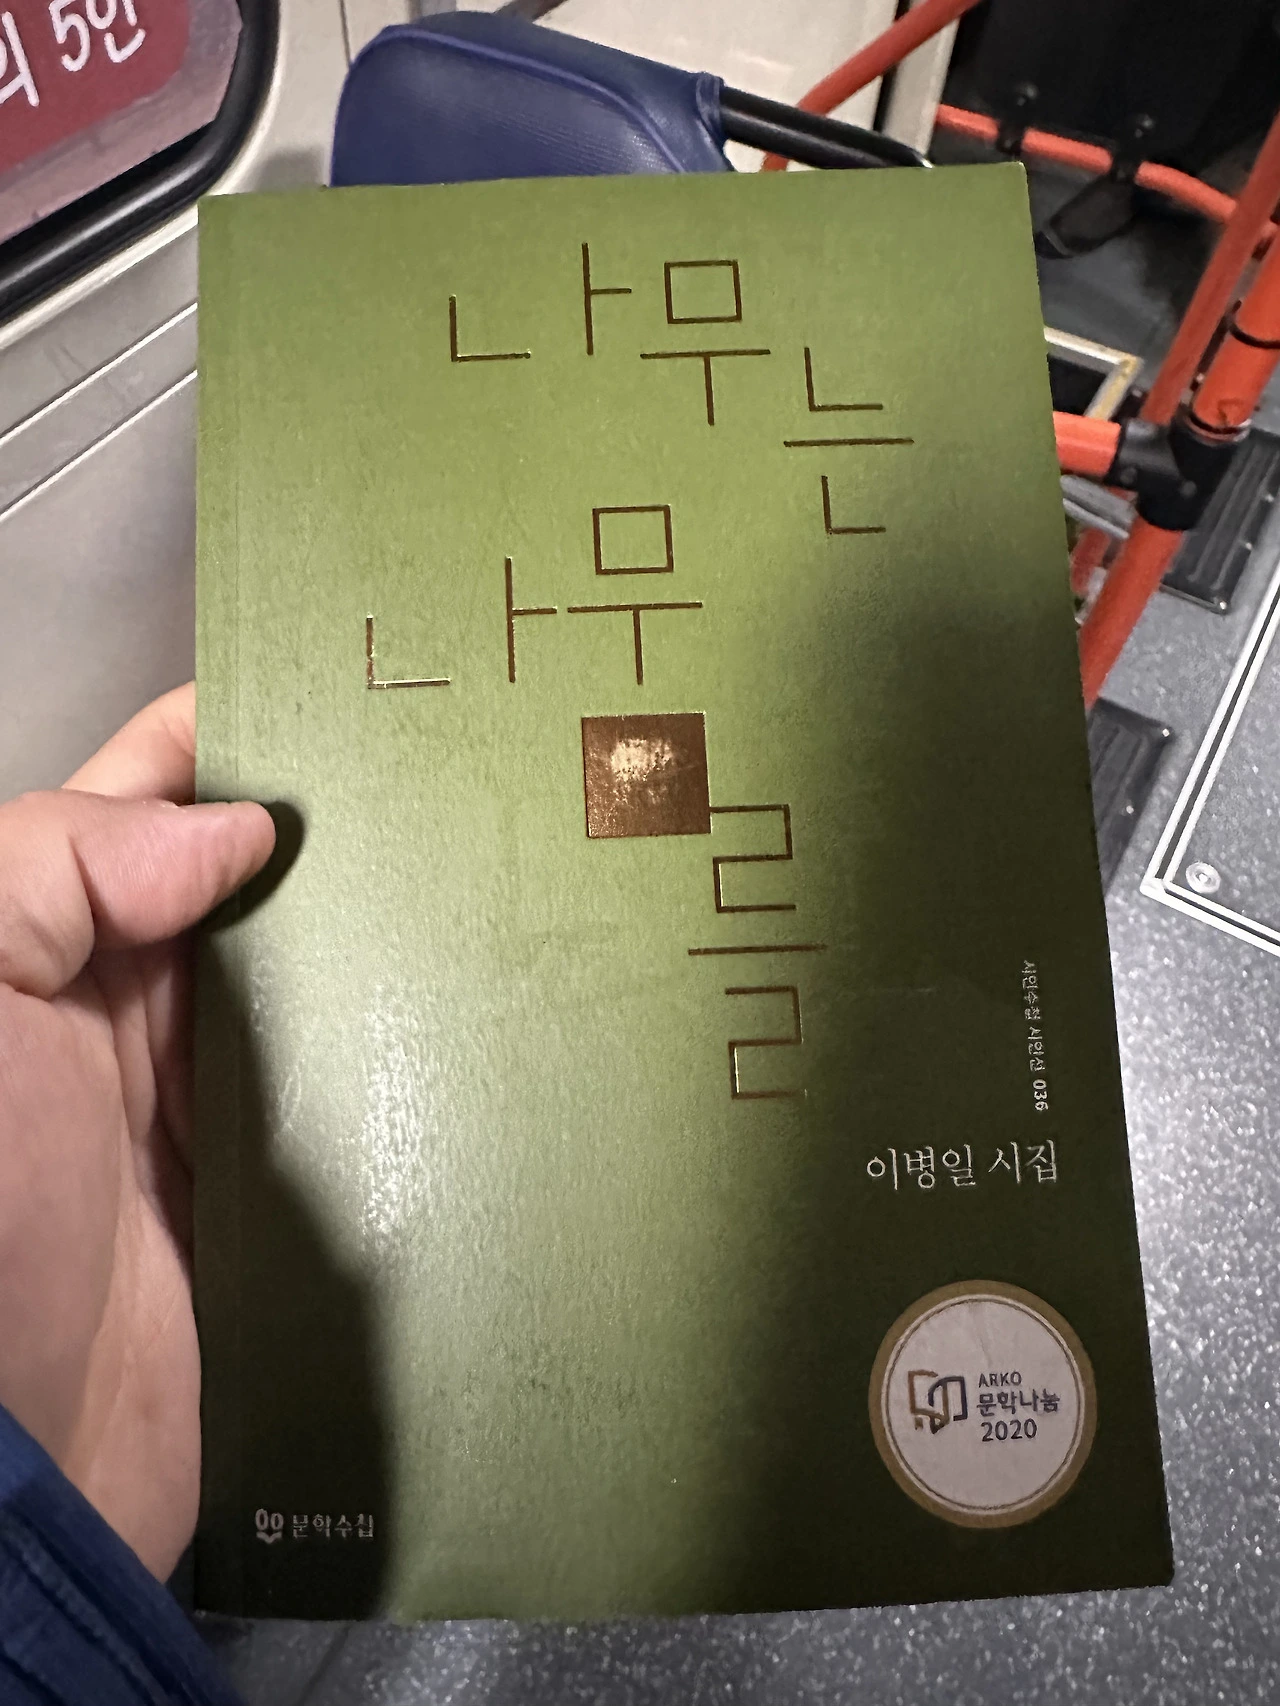 의 5만
나무는
나무를
시인수첩 시인선 036
이병일 시집
ARKO
문학나눔
2020
문학수첩